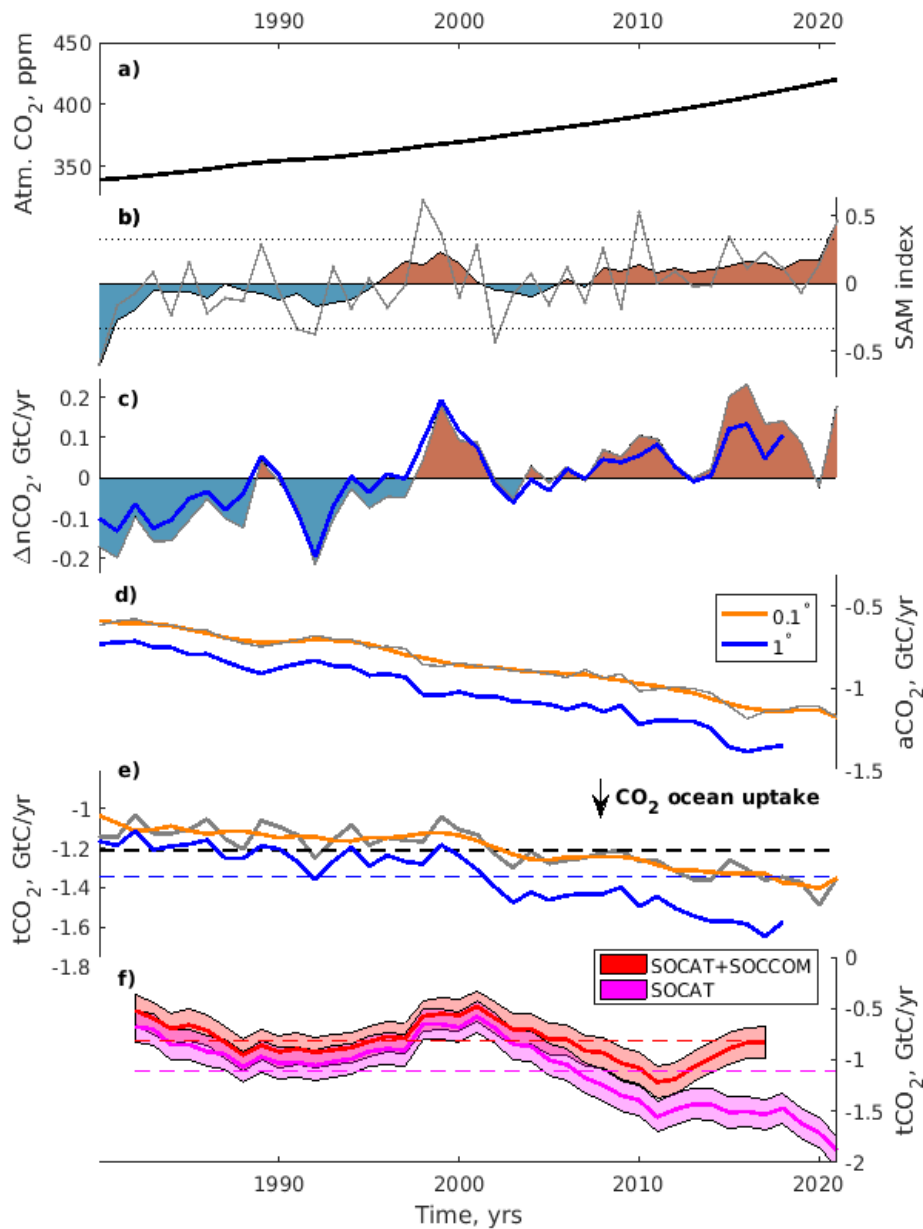 1990 2000 2010 2020
450
a)
400
350
Atm. CO₂, ppm
b)
0.5
0
-0.5
SAM index
c)
0.2
0.1
0
-0.1
-0.2
ΔnCO₂, GtC/yr
d)
0.1°
1°
-0.5
-1
-1.5
aCO₂, GtC/yr
e)
CO₂ ocean uptake
-1
-1.2
-1.4
-1.6
-1.8
tCO₂, GtC/yr
f)
SOCAT+SOCCOM
SOCAT
0
-0.5
-1
-1.5
-2
tCO₂, GtC/yr
1990 2000 2010 2020
Time, yrs